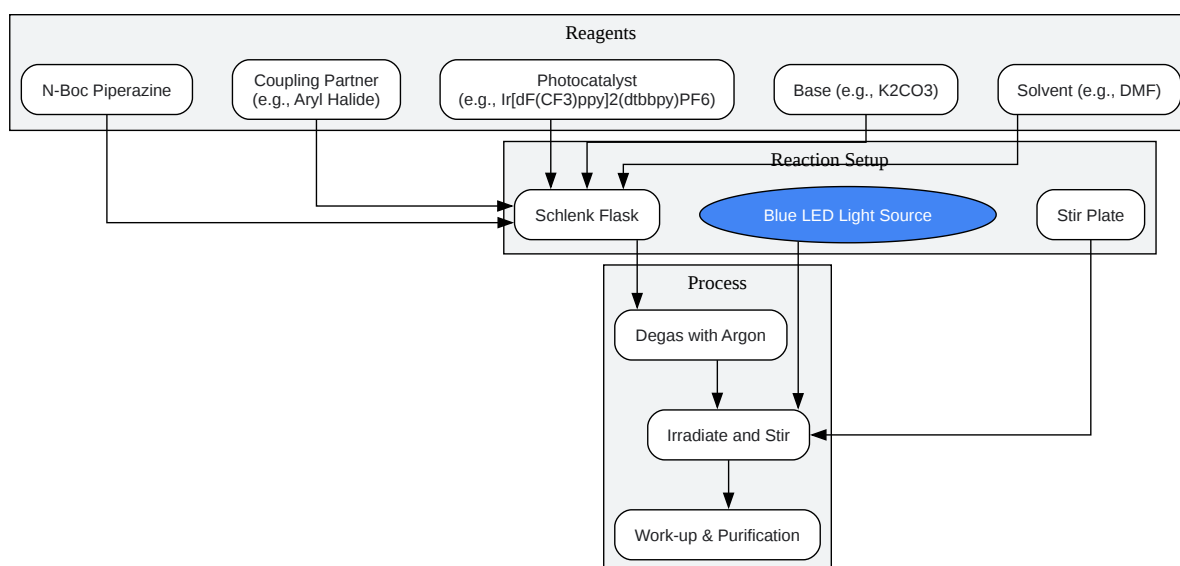 Reagents
N-Boc Piperazine
Coupling Partner
(e.g., Aryl Halide)
Photocatalyst
(e.g., Ir[dF(CF3)ppy]2(dtbbpy)PF6)
Base (e.g., K2CO3)
Solvent (e.g., DMF)
Reaction Setup
Schlenk Flask
Blue LED Light Source
Stir Plate
Process
Degas with Argon
Irradiate and Stir
Work-up & Purification